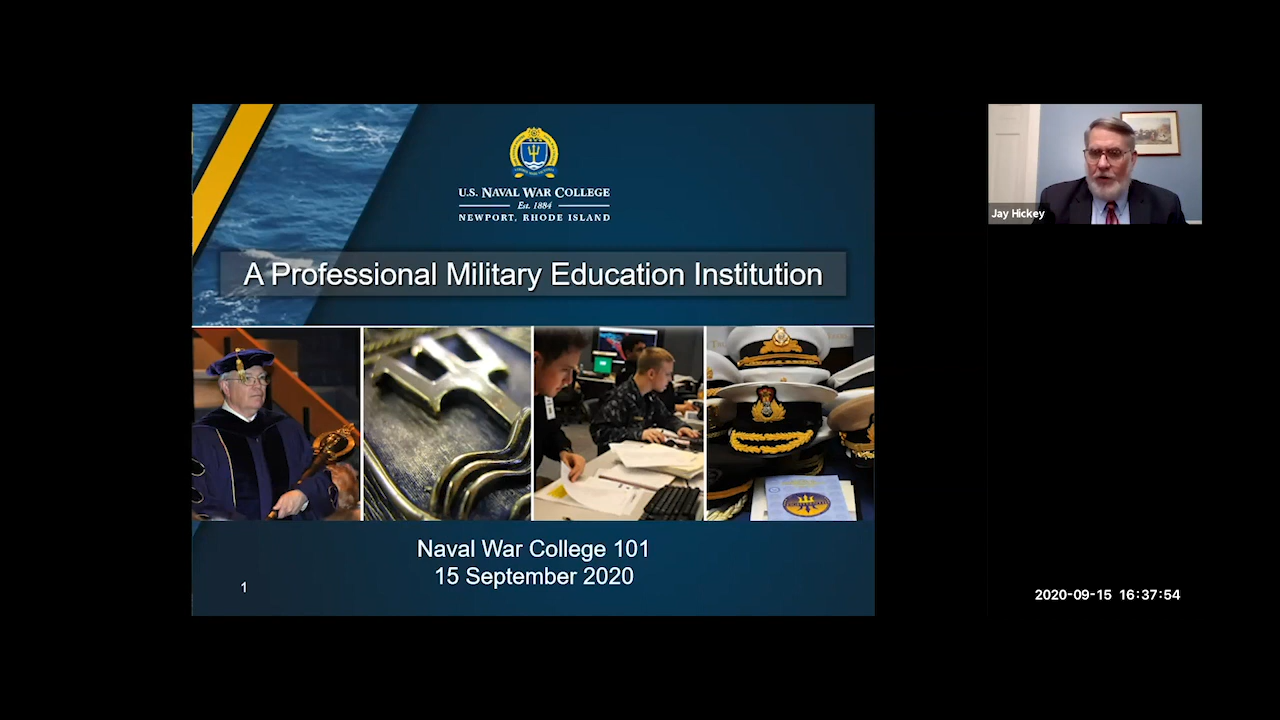 U.S. NAVAL WAR COLLEGE
Est. 1884
NEWPORT, RHODE ISLAND
A Professional Military Education Institution
Naval War College 101
15 September 2020
1
Jay Hickey
2020-09-15 16:37:54